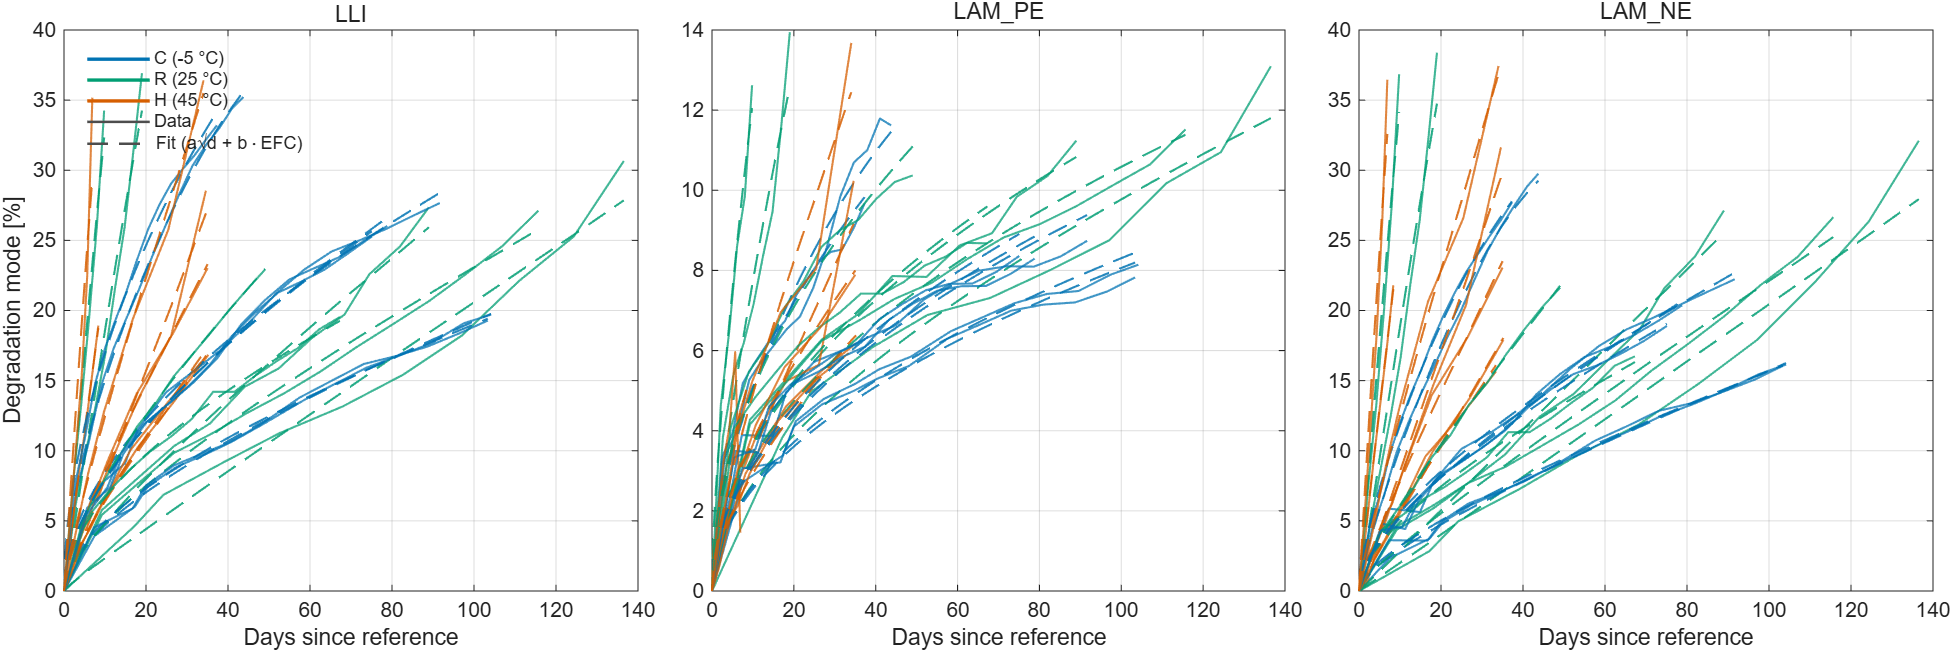 LLI
LAM_PE
LAM_NE
40
35
30
25
20
15
10
5
0
C (-5 °C)
R (25 °C)
H (45 °C)
Data
Fit (a√d + b · EFC)
Degradation mode [%]
0 20 40 60 80 100 120 140
Days since reference
14
12
10
8
6
4
2
0
0 20 40 60 80 100 120 140
Days since reference
40
35
30
25
20
15
10
5
0
0 20 40 60 80 100 120 140
Days since reference